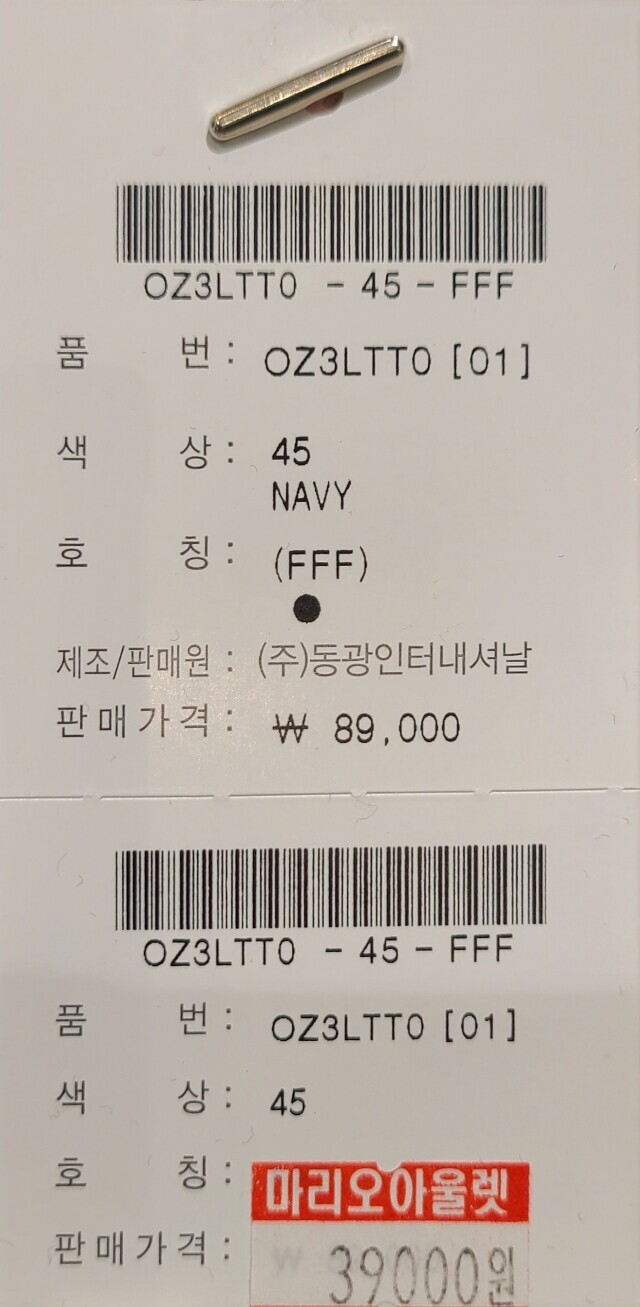 OZ3LTT0 - 45 - FFF
품 번 : OZ3LTT0 [01]
색 상 : 45
NAVY
호 칭 : (FFF)
제조/판매원 : (주)동광인터내셔날
판매가격 : ₩ 89,000
OZ3LTT0 - 45 - FFF
품 번 : OZ3LTT0 [01]
색 상 : 45
호 칭 :
마리오아울렛
판매가격 : ₩ 39000원